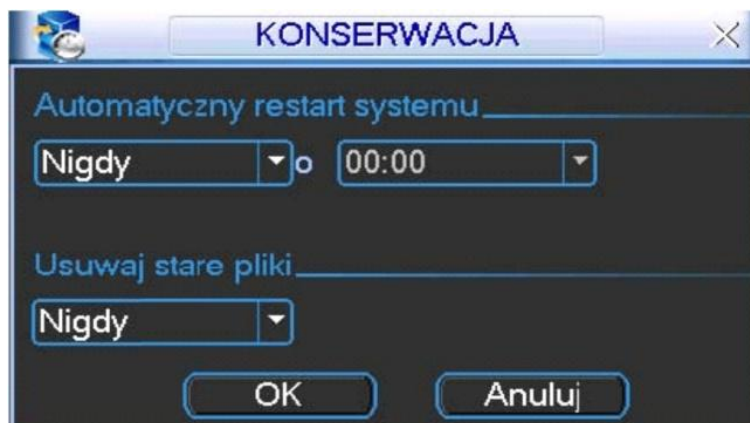 KONSERWACJA
Automatyczny restart systemu
Nigdy o 00:00
Usuwaj stare pliki
Nigdy
OK Anuluj